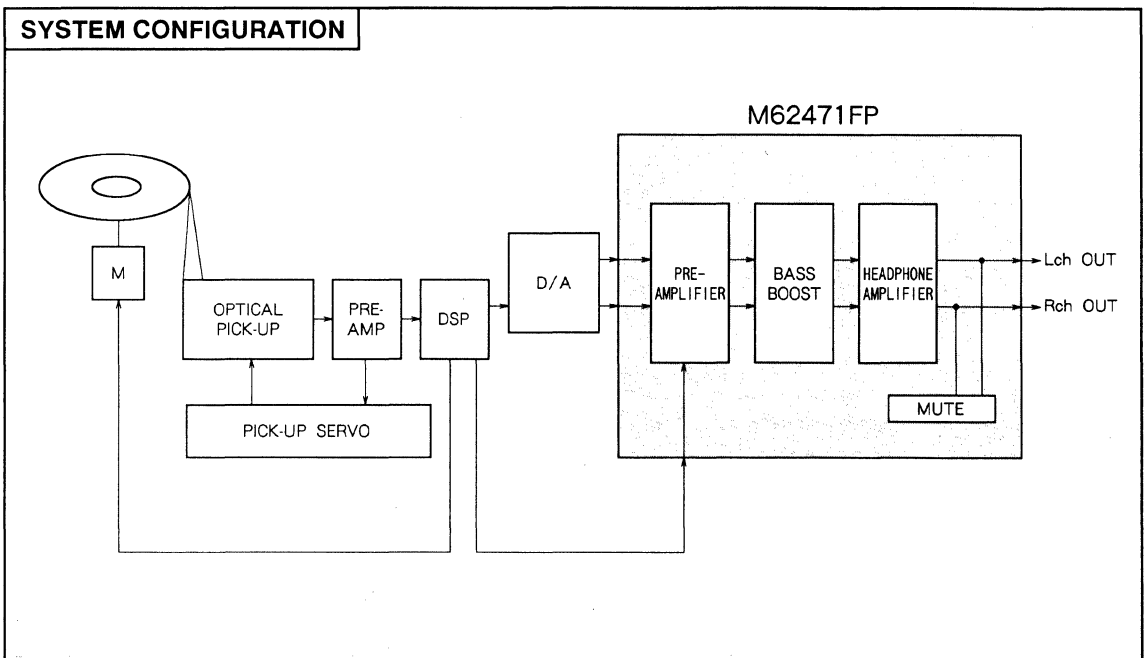 SYSTEM CONFIGURATION
M62471FP
M
OPTICAL
PICK-UP
PRE-
AMP
DSP
D/A
PRE-
AMPLIFIER
BASS
BOOST
HEADPHONE
AMPLIFIER
Lch OUT
Rch OUT
MUTE
PICK-UP SERVO